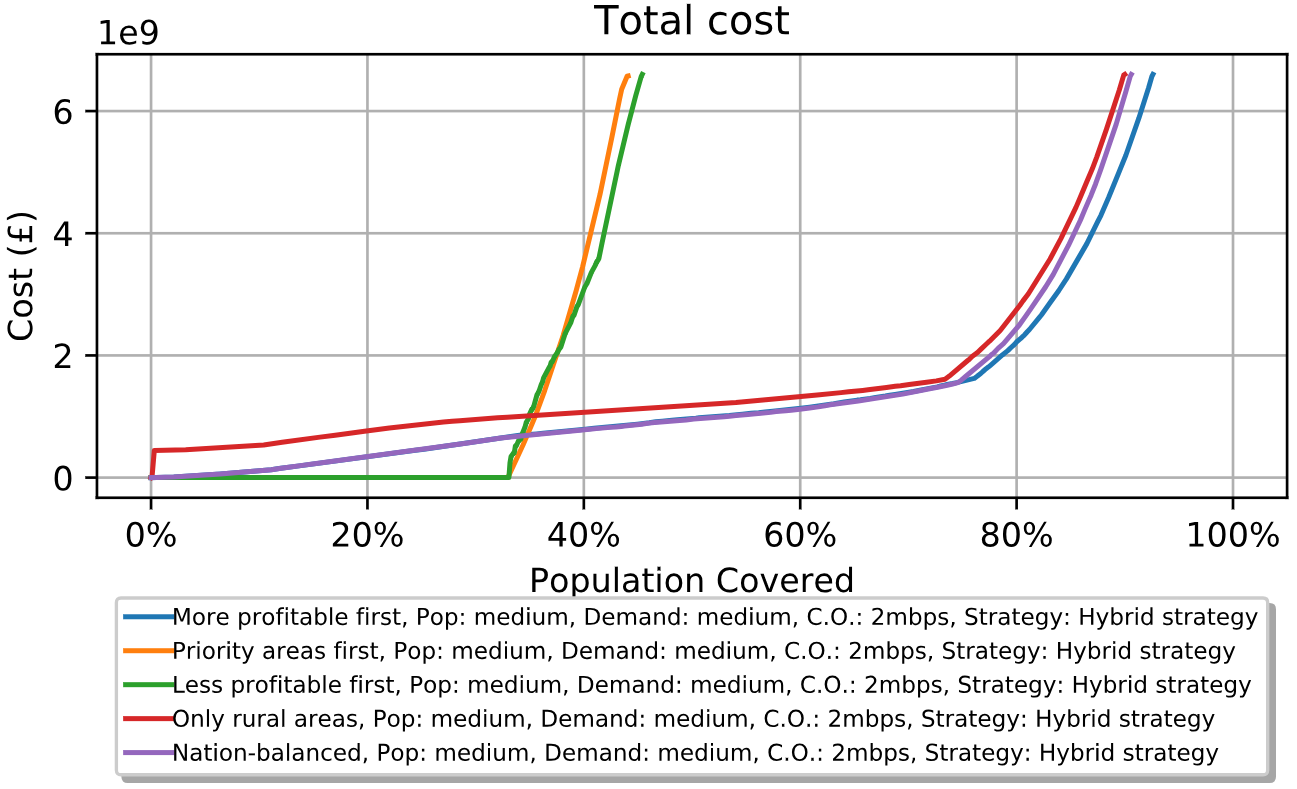 Total cost
1e9
6
4
2
0
Cost (£)
0% 20% 40% 60% 80% 100%
Population Covered
More profitable first, Pop: medium, Demand: medium, C.O.: 2mbps, Strategy: Hybrid strategy
Priority areas first, Pop: medium, Demand: medium, C.O.: 2mbps, Strategy: Hybrid strategy
Less profitable first, Pop: medium, Demand: medium, C.O.: 2mbps, Strategy: Hybrid strategy
Only rural areas, Pop: medium, Demand: medium, C.O.: 2mbps, Strategy: Hybrid strategy
Nation-balanced, Pop: medium, Demand: medium, C.O.: 2mbps, Strategy: Hybrid strategy